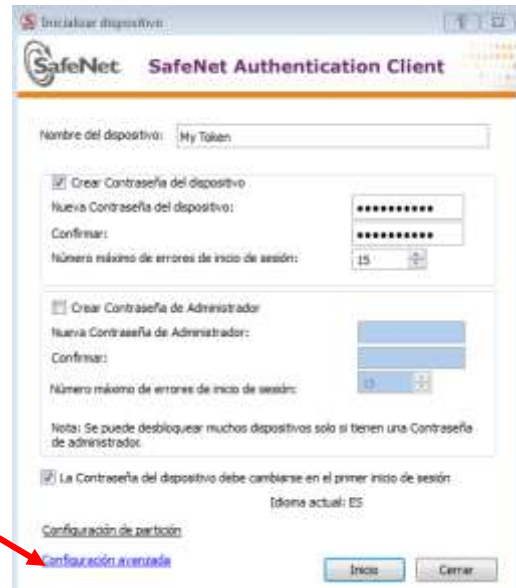 Inicializar dispositivo
SafeNet SafeNet Authentication Client
Nombre del dispositivo: My Token
Crear Contraseña del dispositivo
Nueva Contraseña del dispositivo: ••••••••••
Confirmar: ••••••••••
Número máximo de errores de inicio de sesión: 15
Crear Contraseña de Administrador
Nueva Contraseña de Administrador:
Confirmar:
Número máximo de errores de inicio de sesión:
Nota: Se puede desbloquear muchos dispositivos solo si tienen una Contraseña
de administrador.
La Contraseña del dispositivo debe cambiarse en el primer inicio de sesión
Idioma actual: ES
Configuración de partición
Configuración avanzada
Inicio Cerrar